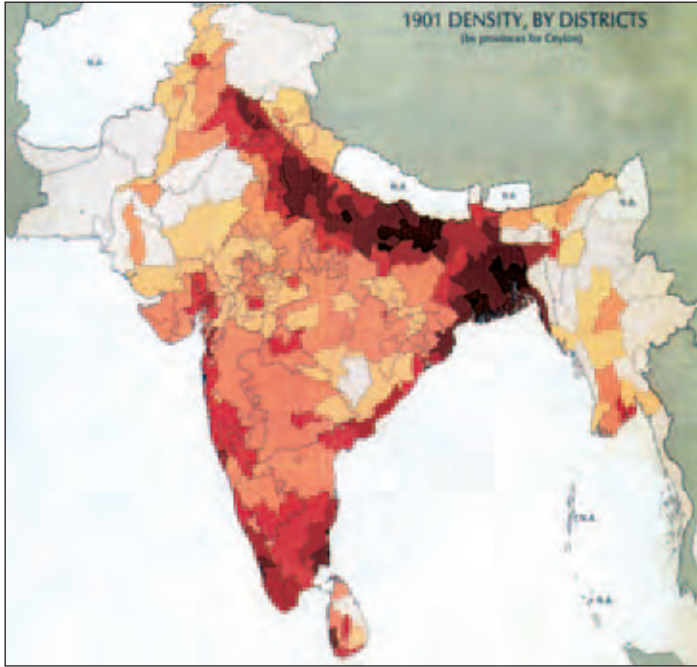 1901 DENSITY, BY DISTRICTS
(by provinces for Ceylon)
N.A.
N.A.
N.A.
N.A.
N.A.
N.A.